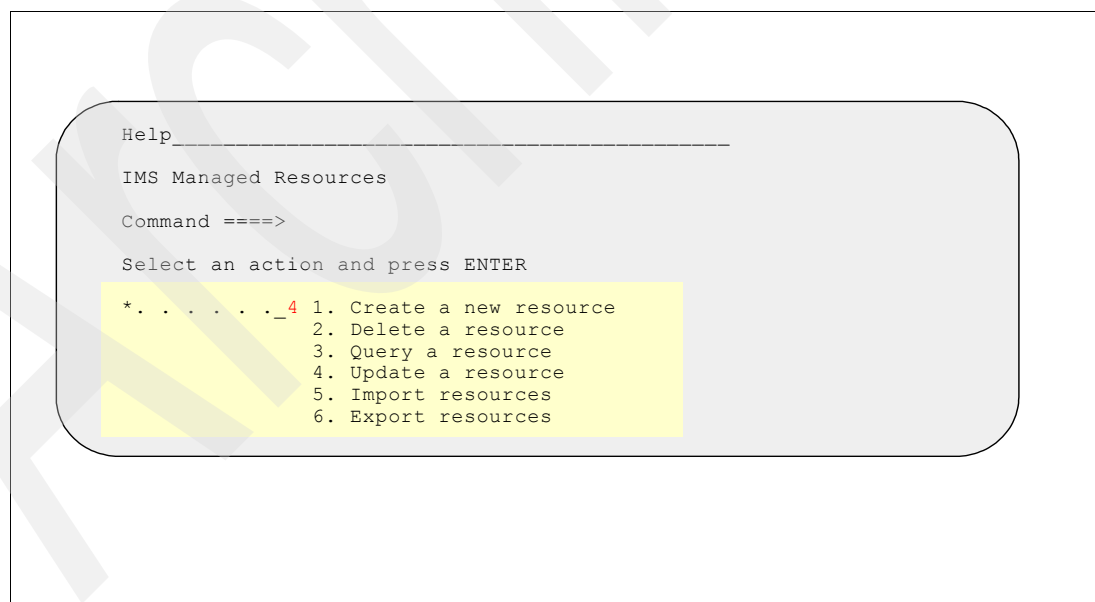 Help____________________________________________
IMS Managed Resources
Command ====>
Select an action and press ENTER
*. . . . . ._4 1. Create a new resource
2. Delete a resource
3. Query a resource
4. Update a resource
5. Import resources
6. Export resources